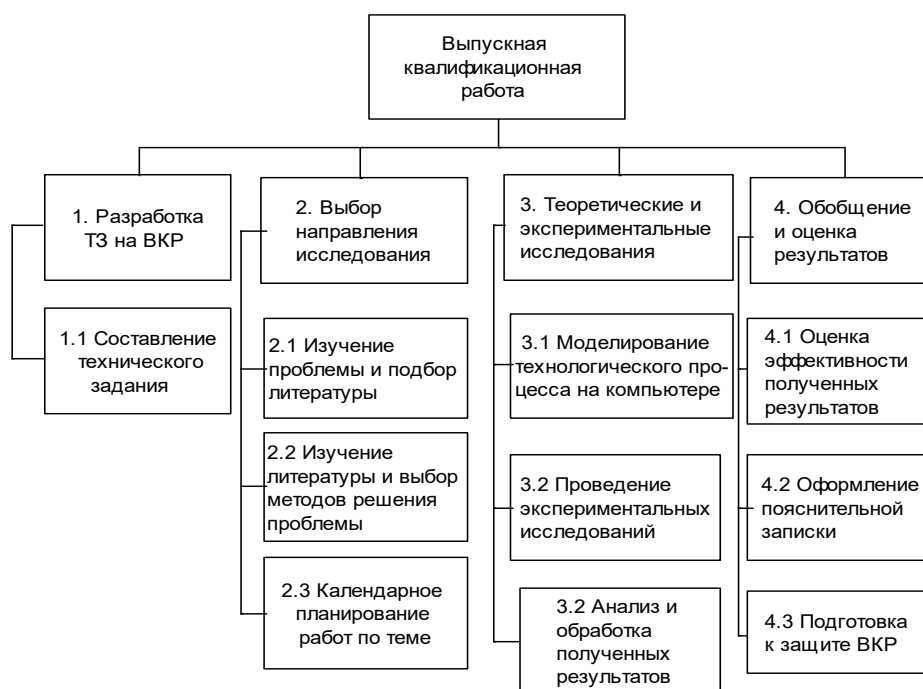 Выпускная
квалификационная
работа
1. Разработка
ТЗ на ВКР
1.1 Составление
технического
задания
2. Выбор
направления
исследования
2.1 Изучение
проблемы и подбор
литературы
2.2 Изучение
литературы и выбор
методов решения
проблемы
2.3 Календарное
планирование
работ по теме
3. Теоретические и
экспериментальные
исследования
3.1 Моделирование
технологического про-
цесса на компьютере
3.2 Проведение
экспериментальных
исследований
3.2 Анализ и
обработка
полученных
результатов
4. Обобщение
и оценка
результатов
4.1 Оценка
эффективности
полученных
результатов
4.2 Оформление
пояснительной
записки
4.3 Подготовка
к защите ВКР